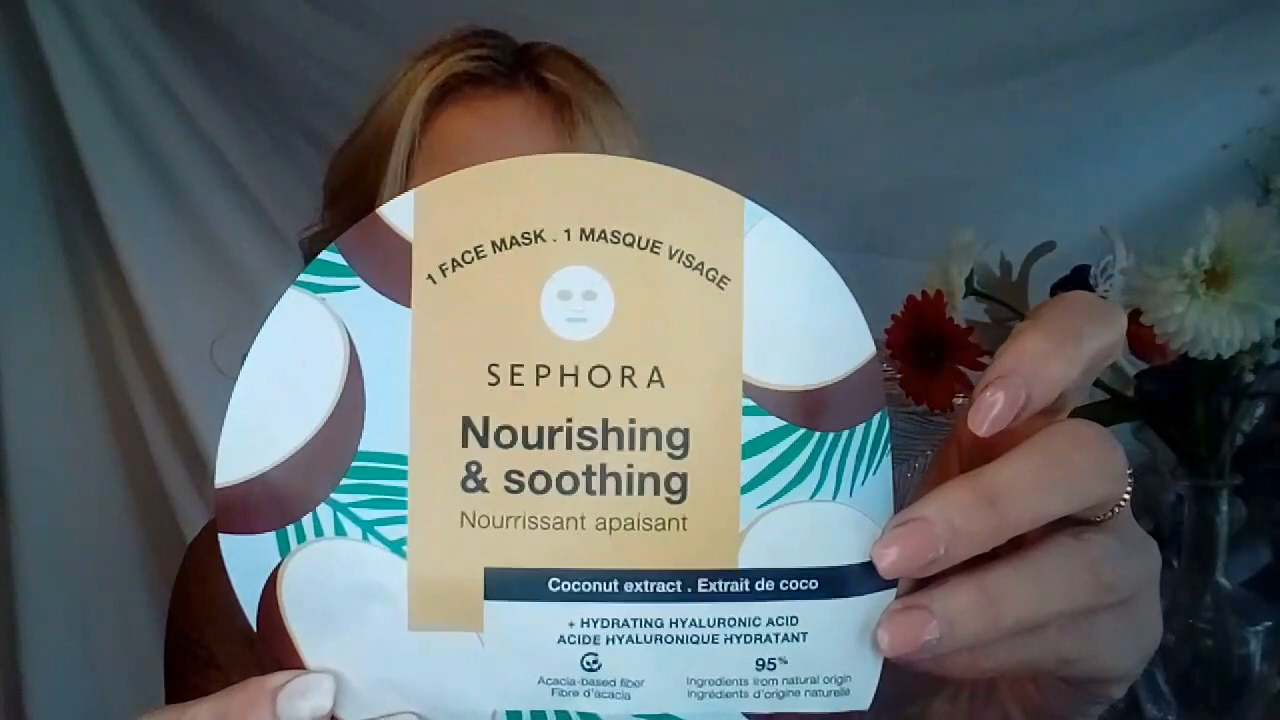 1 FACE MASK . 1 MASQUE VISAGE
SEPHORA
Nourishing
& soothing
Nourrissant apaisant
Coconut extract . Extrait de coco
+ HYDRATING HYALURONIC ACID
ACIDE HYALURONIQUE HYDRATANT
Acacia-based fiber
Fibre d'acacia
95%
Ingredients from natural origin
Ingrédients d'origine naturelle